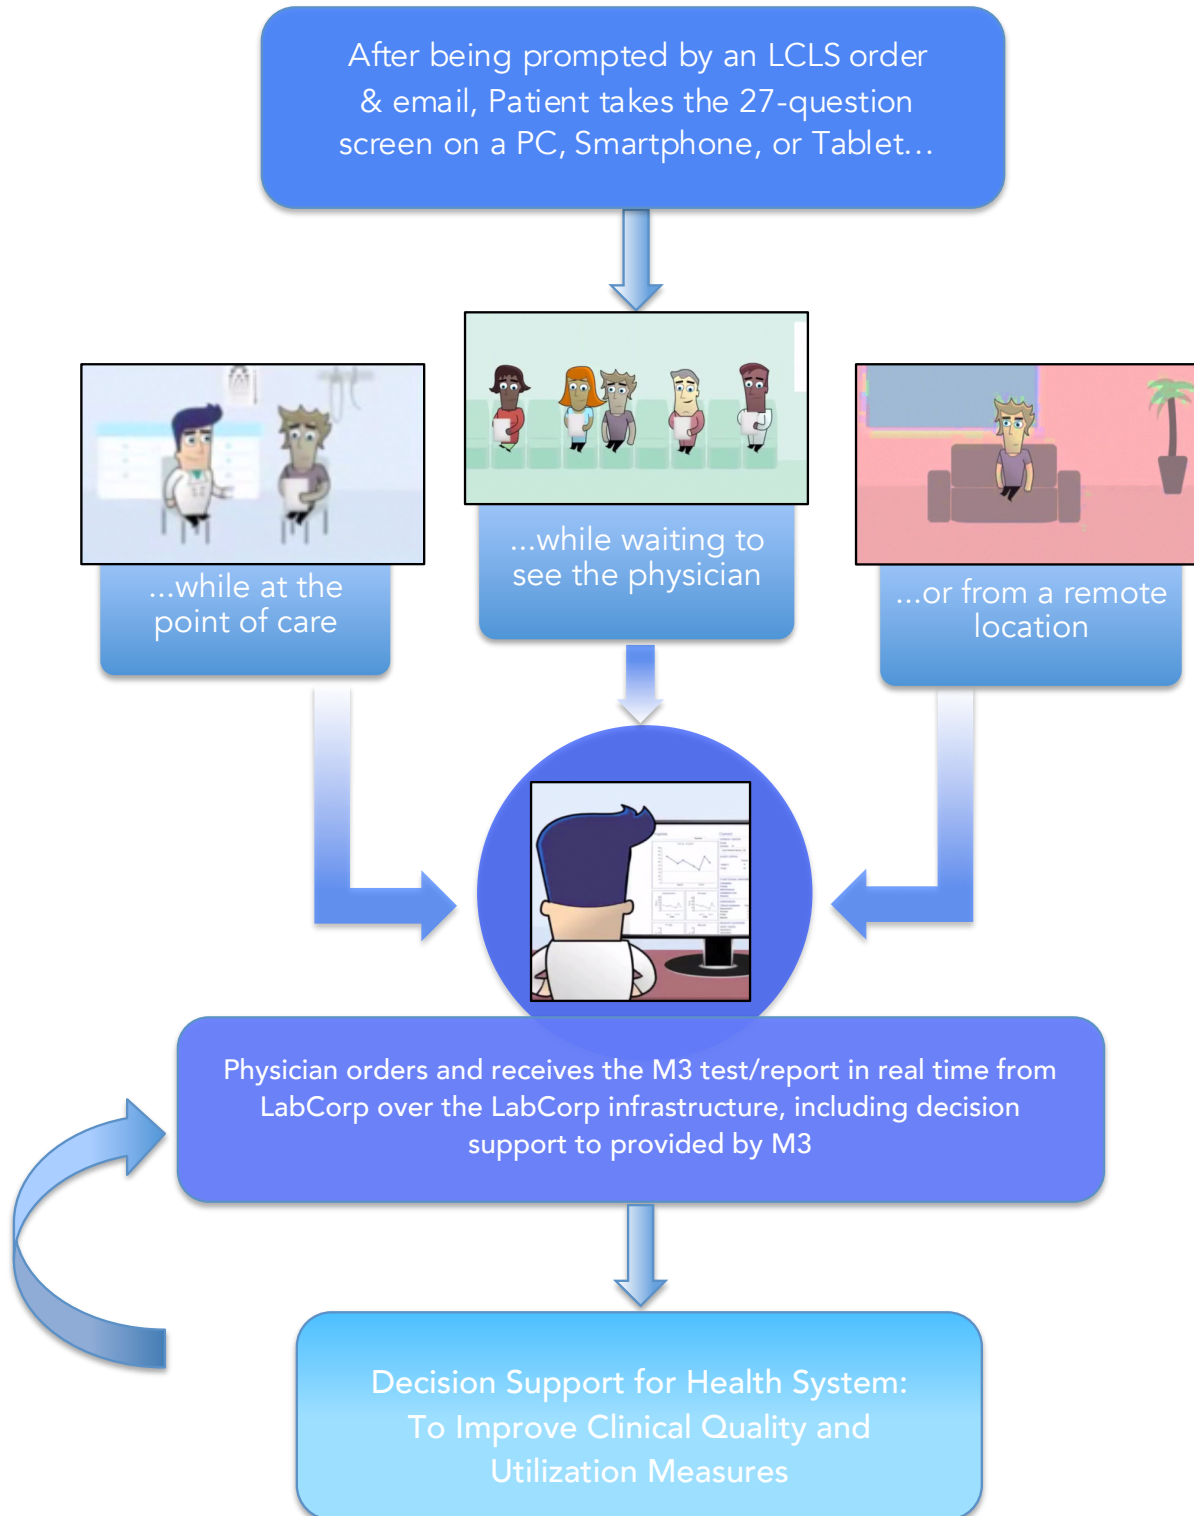 After being prompted by an LCLS order
& email, Patient takes the 27-question
screen on a PC, Smartphone, or Tablet...
...while at the
point of care
...while waiting to
see the physician
...or from a remote
location
Physician orders and receives the M3 test/report in real time from
LabCorp over the LabCorp infrastructure, including decision
support to provided by M3
Decision Support for Health System:
To Improve Clinical Quality and
Utilization Measures